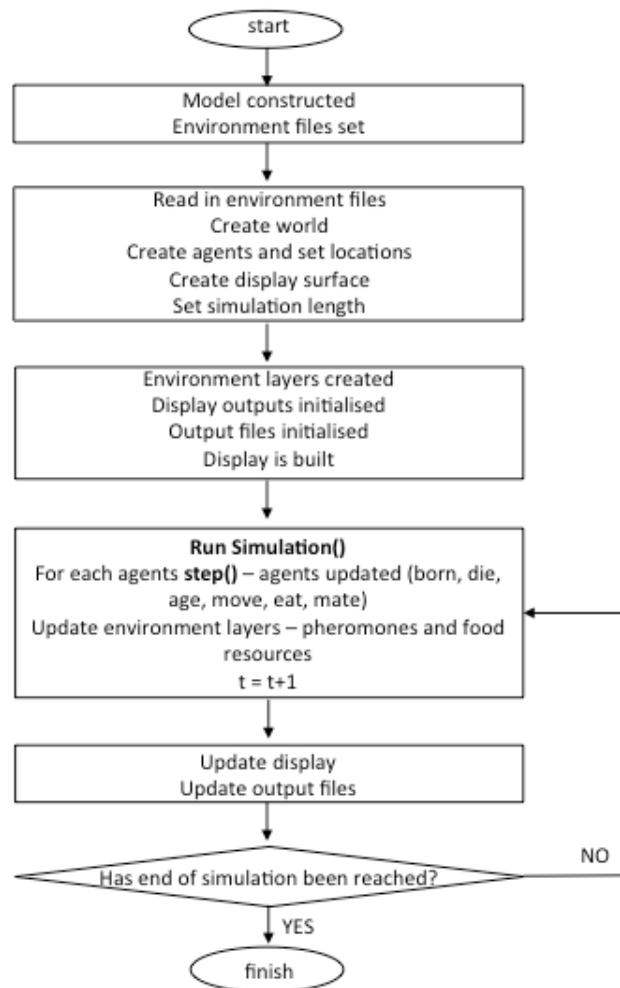 start
Model constructed
Environment files set
Read in environment files
Create world
Create agents and set locations
Create display surface
Set simulation length
Environment layers created
Display outputs initialised
Output files initialised
Display is built
Run Simulation()
For each agents step() – agents updated (born, die,
age, move, eat, mate)
Update environment layers – pheromones and food
resources
t = t+1
Update display
Update output files
Has end of simulation been reached?
NO
YES
finish